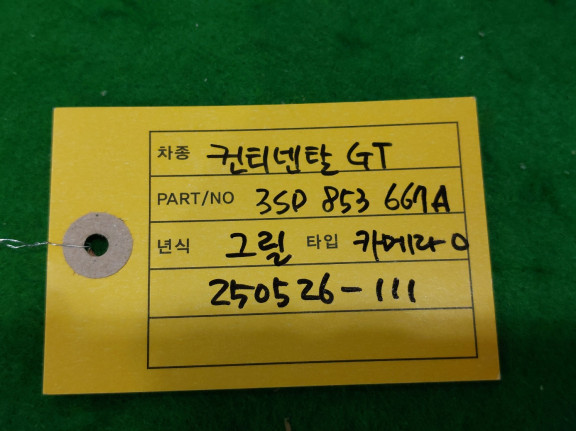 차종 컨티넨탈 GT
PART/NO 3SD 853 667A
년식 그릴 타입 카메라 O
250526-111